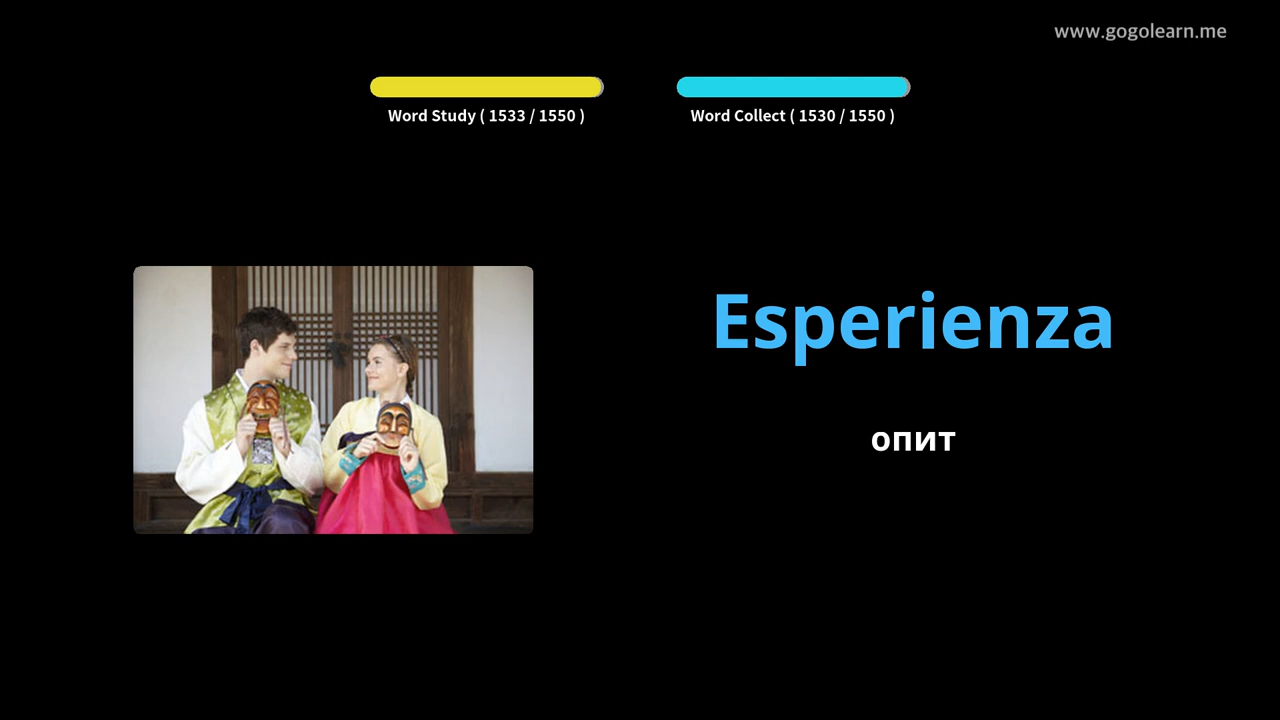 www.gogolearn.me
Word Study ( 1533 / 1550 )
Word Collect ( 1530 / 1550 )
Esperienza
опит